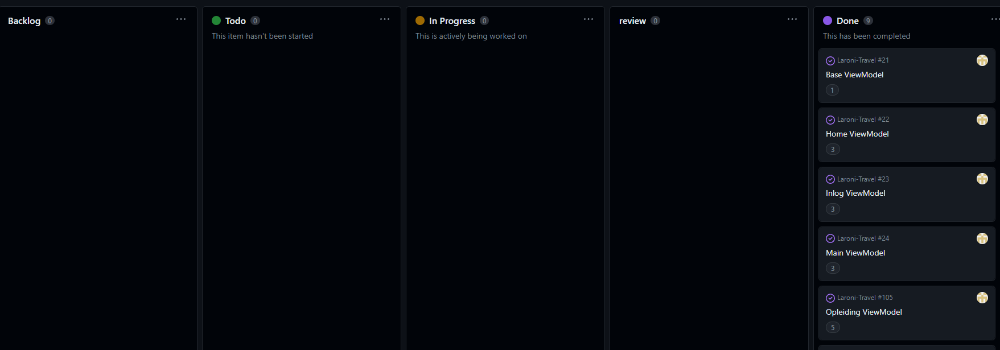 Backlog 0
Todo 0
This item hasn't been started
In Progress 0
This is actively being worked on
review 0
Done 9
This has been completed
Laroni-Travel #21
Base ViewModel
1
Laroni-Travel #22
Home ViewModel
3
Laroni-Travel #23
Inlog ViewModel
3
Laroni-Travel #24
Main ViewModel
3
Laroni-Travel #105
Opleiding ViewModel
5